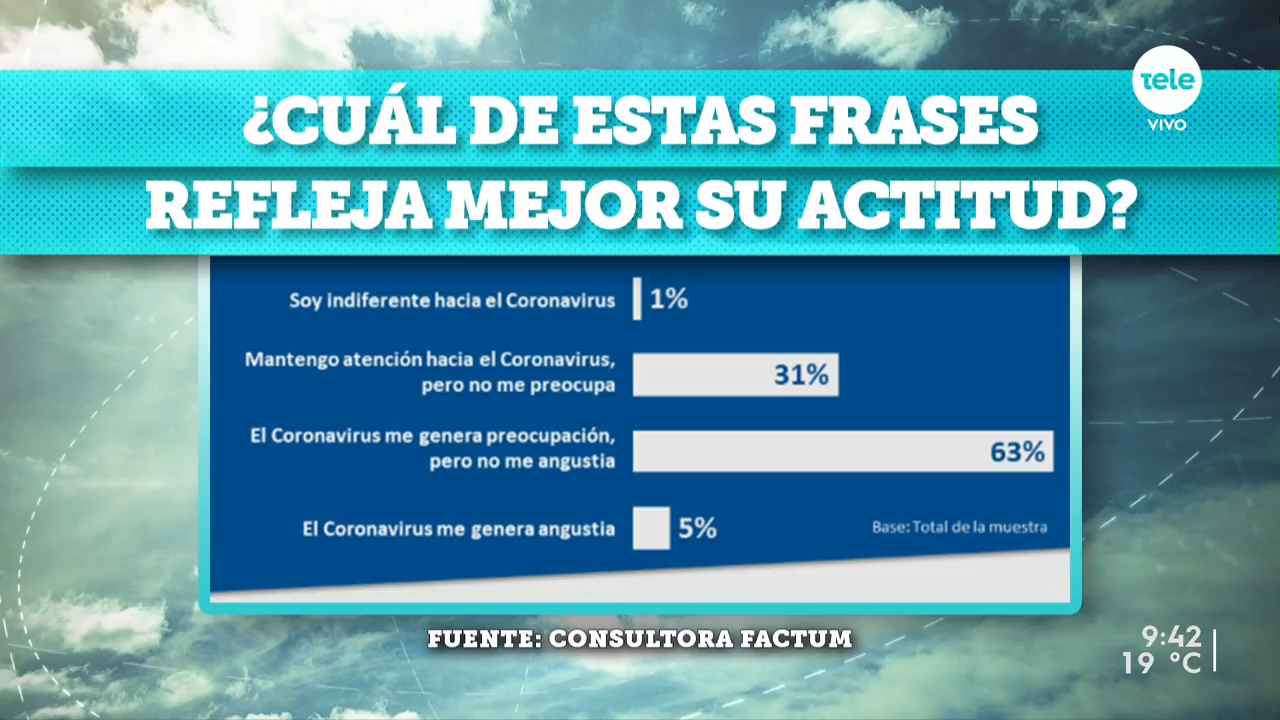 ¿CUÁL DE ESTAS FRASES
REFLEJA MEJOR SU ACTITUD?
tele
VIVO
Soy indiferente hacia el Coronavirus 1%
Mantengo atención hacia el Coronavirus,
pero no me preocupa 31%
El Coronavirus me genera preocupación,
pero no me angustia 63%
El Coronavirus me genera angustia 5%
Base: Total de la muestra
FUENTE: CONSULTORA FACTUM
9:42
19 °C